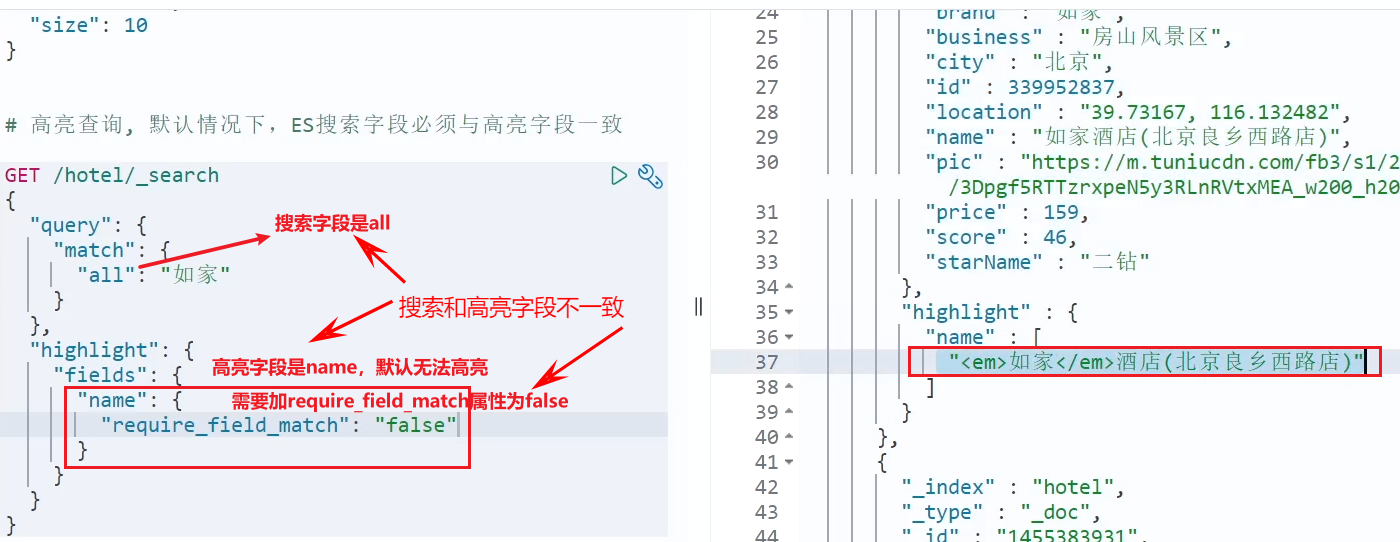 "size": 10
}
# 高亮查询, 默认情况下，ES搜索字段必须与高亮字段一致
GET /hotel/_search
{
"query": {
搜索字段是all
"match": {
"all": "如家"
}
搜索和高亮字段不一致
},
"highlight": {
高亮字段是name，默认无法高亮
"fields": {
"name": {
需要加require_field_match属性为false
"require_field_match": "false"
}
}
}
}
24 "brand" : "如家",
25 "business" : "房山风景区",
26 "city" : "北京",
27 "id" : 339952837,
28 "location" : "39.73167, 116.132482",
29 "name" : "如家酒店(北京良乡西路店)",
30 "pic" : "https://m.tuniucdn.com/fb3/s1/2
/3Dpgf5RTTzrxpeN5y3RLnRVtxMEA_w200_h20
31 "price" : 159,
32 "score" : 46,
33 "starName" : "二钻"
34 },
35 "highlight" : {
36 "name" : [
37 "<em>如家</em>酒店(北京良乡西路店)"
38 ]
39 }
40 },
41 {
42 "_index" : "hotel",
43 "_type" : "_doc",
44 "_id" : "1455383931",